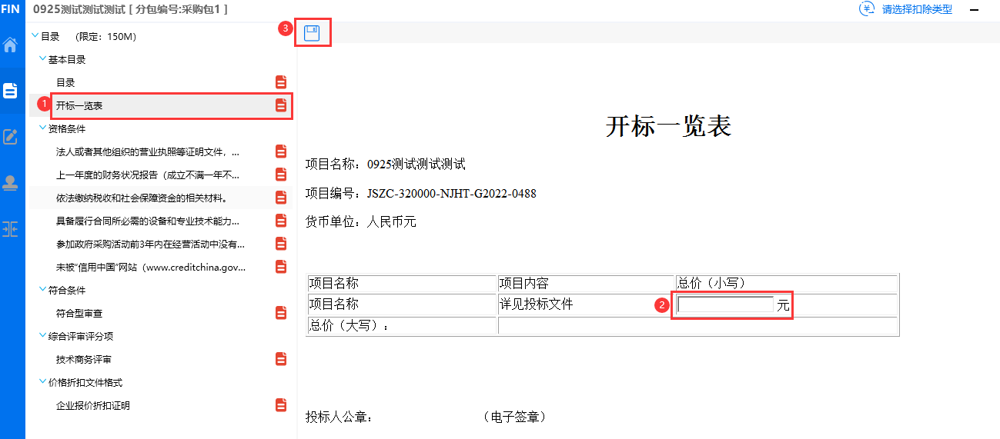 FIN
0925测试测试测试 [ 分包编号:采购包1 ]
请选择扣除类型
目录 (限定：150M)
3
基本目录
目录
1
开标一览表
资格条件
法人或者其他组织的营业执照等证明文件，...
上一年度的财务状况报告（成立不满一年不...
依法缴纳税收和社会保障资金的相关材料。
具备履行合同所必需的设备和专业技术能力...
参加政府采购活动前3年内在经营活动中没有...
未被“信用中国”网站（www.creditchina.gov...
符合条件
符合型审查
综合评审评分项
技术商务评审
价格折扣文件格式
企业报价折扣证明
开标一览表
项目名称：0925测试测试测试
项目编号：JSZC-320000-NJHT-G2022-0488
货币单位：人民币元
项目名称 项目内容 总价（小写）
项目名称 详见投标文件 2 元
总价（大写）：
投标人公章： （电子签章）